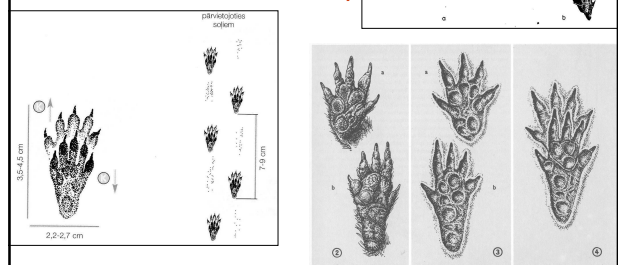 pārvietojoties
soļiem
3,5-4,5 cm
7-9 cm
2,2-2,7 cm
a
b
a
b
a
b
2
3
4